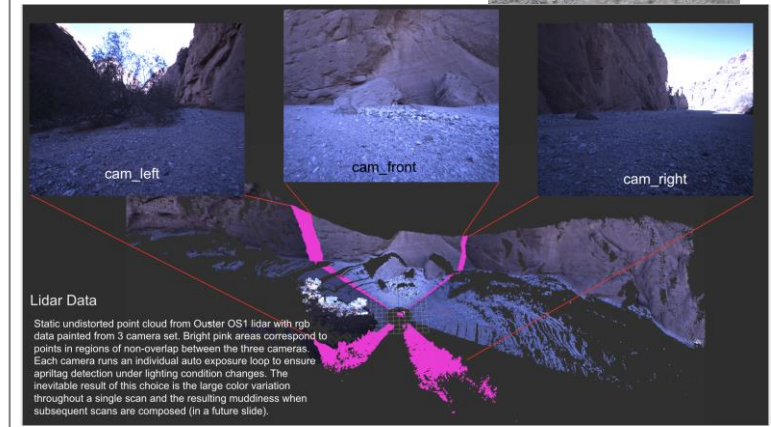 cam_left
cam_front
cam_right
Lidar Data
Static undistorted point cloud from Ouster OS1 lidar with rgb
data painted from 3 camera set. Bright pink areas correspond to
points in regions of non-overlap between the three cameras.
Each camera runs an individual auto exposure loop to ensure
apriltag detection under lighting condition changes. The
inevitable result of this choice is the large color variation
throughout a single scan and the resulting muddiness when
subsequent scans are composed (in a future slide).